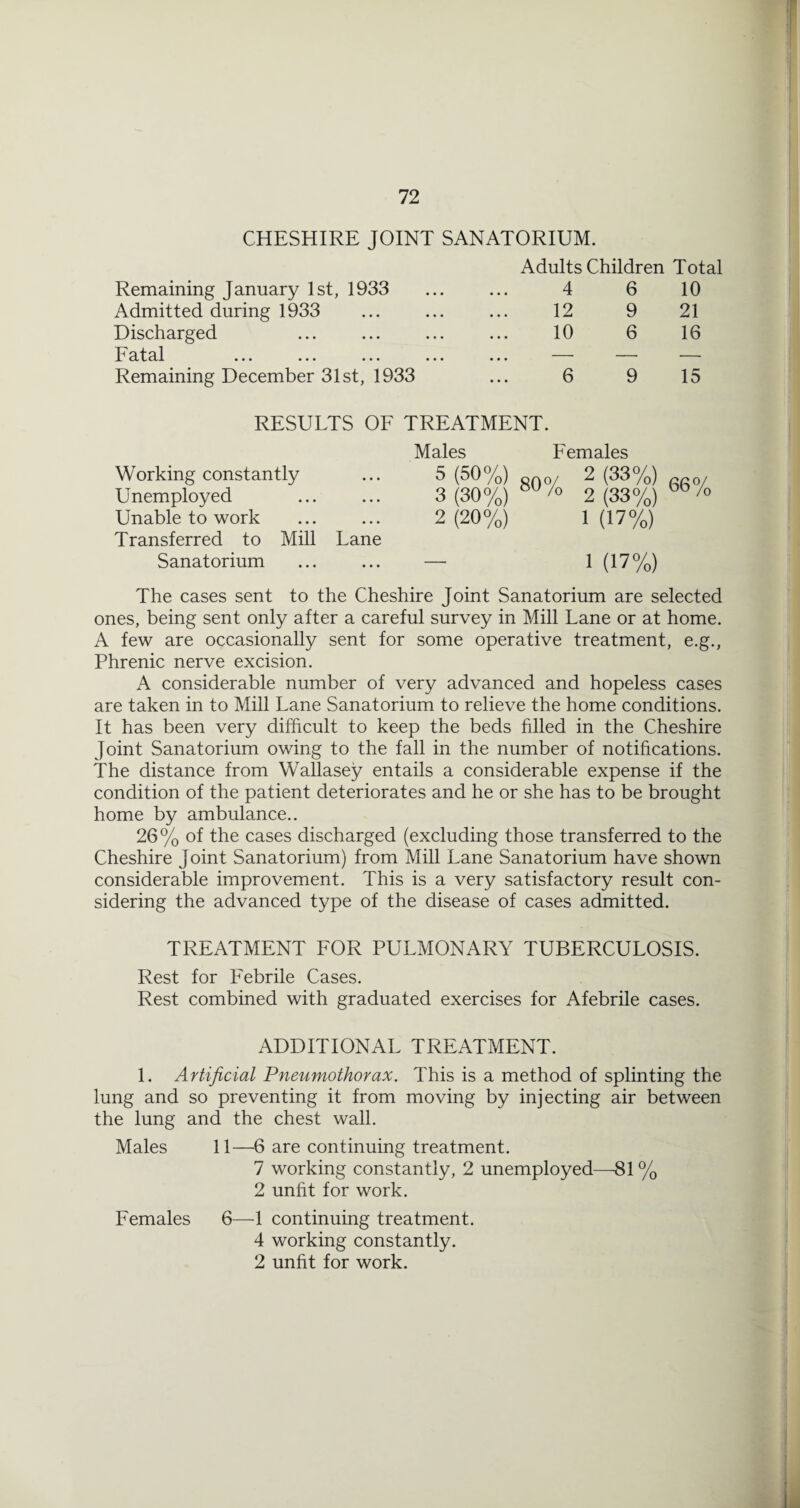 72
CHESHIRE JOINT SANATORIUM.
Adults Children Total
Remaining January 1st, 1933 ... ... 4 6 10
Admitted during 1933 ... ... ... 12 9 21
Discharged ... ... ... ... 10 6 16
Fatal ... ... ... ... ... — — —
Remaining December 31st, 1933 ... 6 9 15
RESULTS OF TREATMENT.
Males Females
Working constantly ... 5 (50%) 80% 2 (33%) 66%
Unemployed ... ... 3 (30%) 2 (33%)
Unable to work ... ... 2 (20%) 1 (17%)
Transferred to Mill Lane
Sanatorium ... ... — 1 (17%)
The cases sent to the Cheshire Joint Sanatorium are selected
ones, being sent only after a careful survey in Mill Lane or at home.
A few are occasionally sent for some operative treatment, e.g.,
Phrenic nerve excision.
A considerable number of very advanced and hopeless cases
are taken in to Mill Lane Sanatorium to relieve the home conditions.
It has been very difficult to keep the beds filled in the Cheshire
Joint Sanatorium owing to the fall in the number of notifications.
The distance from Wallasey entails a considerable expense if the
condition of the patient deteriorates and he or she has to be brought
home by ambulance..
26% of the cases discharged (excluding those transferred to the
Cheshire Joint Sanatorium) from Mill Lane Sanatorium have shown
considerable improvement. This is a very satisfactory result con-
sidering the advanced type of the disease of cases admitted.
TREATMENT FOR PULMONARY TUBERCULOSIS.
Rest for Febrile Cases.
Rest combined with graduated exercises for Afebrile cases.
ADDITIONAL TREATMENT.
1. Artificial Pneumothorax. This is a method of splinting the
lung and so preventing it from moving by injecting air between
the lung and the chest wall.
Males 11—6 are continuing treatment.
7 working constantly, 2 unemployed—81%
2 unfit for work.
Females 6—1 continuing treatment.
4 working constantly.
2 unfit for work.